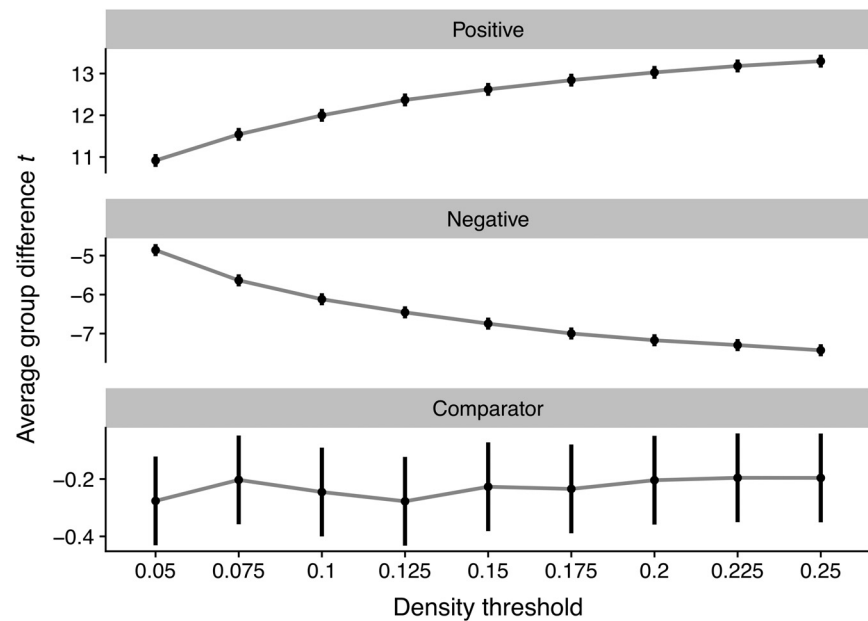 Positive
13
12
11
Negative
−5
−6
−7
Comparator
−0.2
−0.4
0.05 0.075 0.1 0.125 0.15 0.175 0.2 0.225 0.25
Density threshold
Average group difference t